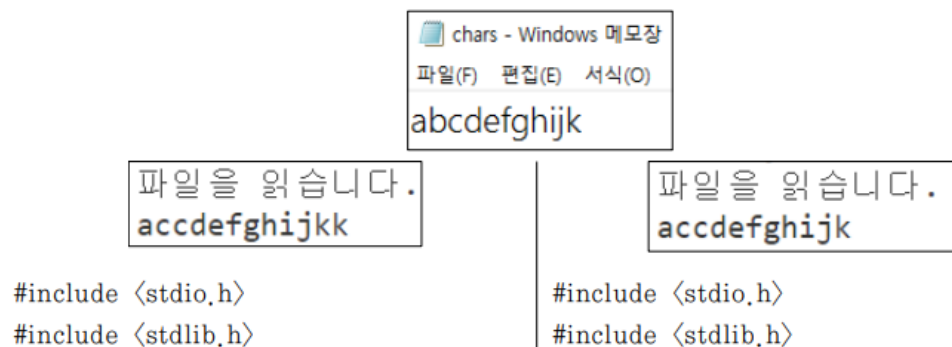 chars - Windows 메모장
파일(F) 편집(E) 서식(O)
abcdefghijk
파일을 읽습니다.
accdefghijkk
파일을 읽습니다.
accdefghijk
#include 〈stdio.h〉
#include 〈stdlib.h〉
#include 〈stdio.h〉
#include 〈stdlib.h〉